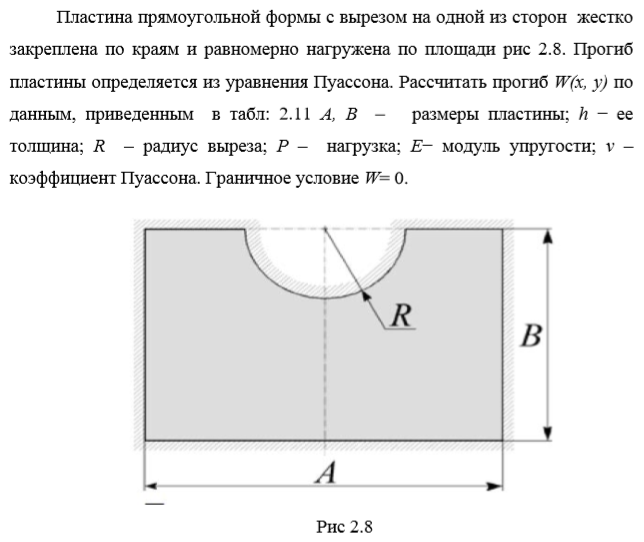 Пластина прямоугольной формы с вырезом на одной из сторон жестко
закреплена по краям и равномерно нагружена по площади рис 2.8. Прогиб
пластины определяется из уравнения Пуассона. Рассчитать прогиб W(x, y) по
данным, приведенным в табл: 2.11 A, B – размеры пластины; h − ее
толщина; R – радиус выреза; P – нагрузка; E− модуль упругости; ν –
коэффициент Пуассона. Граничное условие W= 0.
R
B
A
Рис 2.8